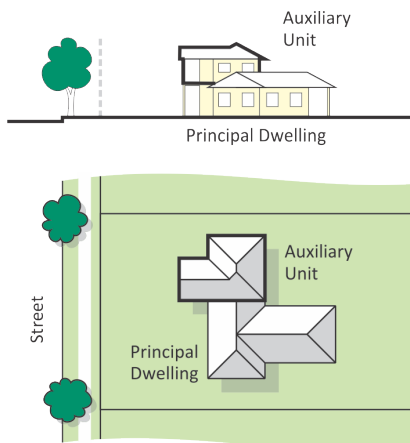 Auxiliary
Unit
Principal Dwelling
Auxiliary
Unit
Street
Principal
Dwelling